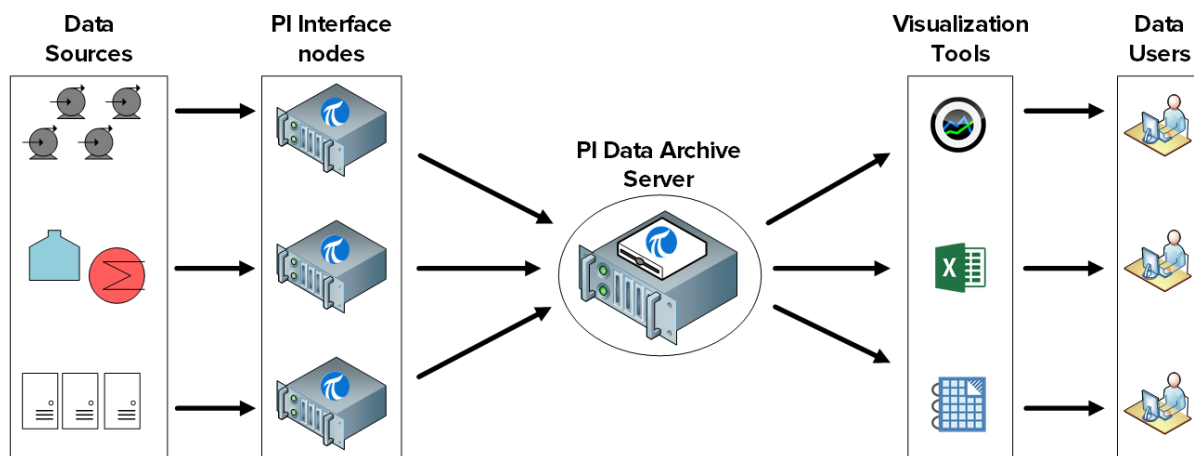 Data
Sources
PI Interface
nodes
PI Data Archive
Server
Visualization
Tools
Data
Users
X